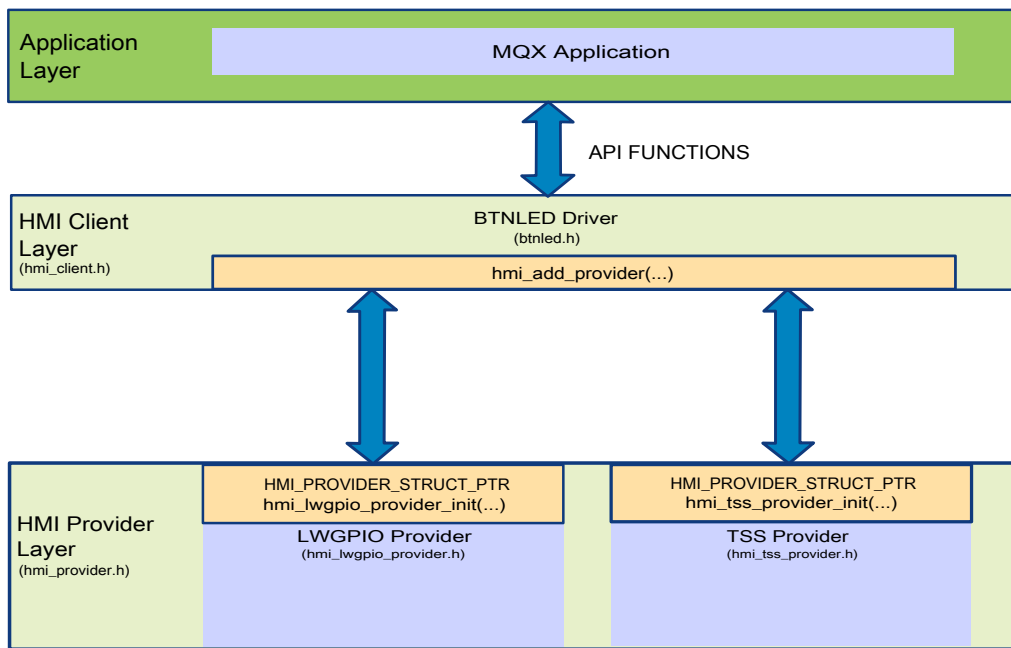 Application
Layer
MQX Application
API FUNCTIONS
HMI Client
Layer
(hmi_client.h)
BTNLED Driver
(btnled.h)
hmi_add_provider(...)
HMI Provider
Layer
(hmi_provider.h)
HMI_PROVIDER_STRUCT_PTR
hmi_lwgpio_provider_init(...)
LWGPIO Provider
(hmi_lwgpio_provider.h)
HMI_PROVIDER_STRUCT_PTR
hmi_tss_provider_init(...)
TSS Provider
(hmi_tss_provider.h)